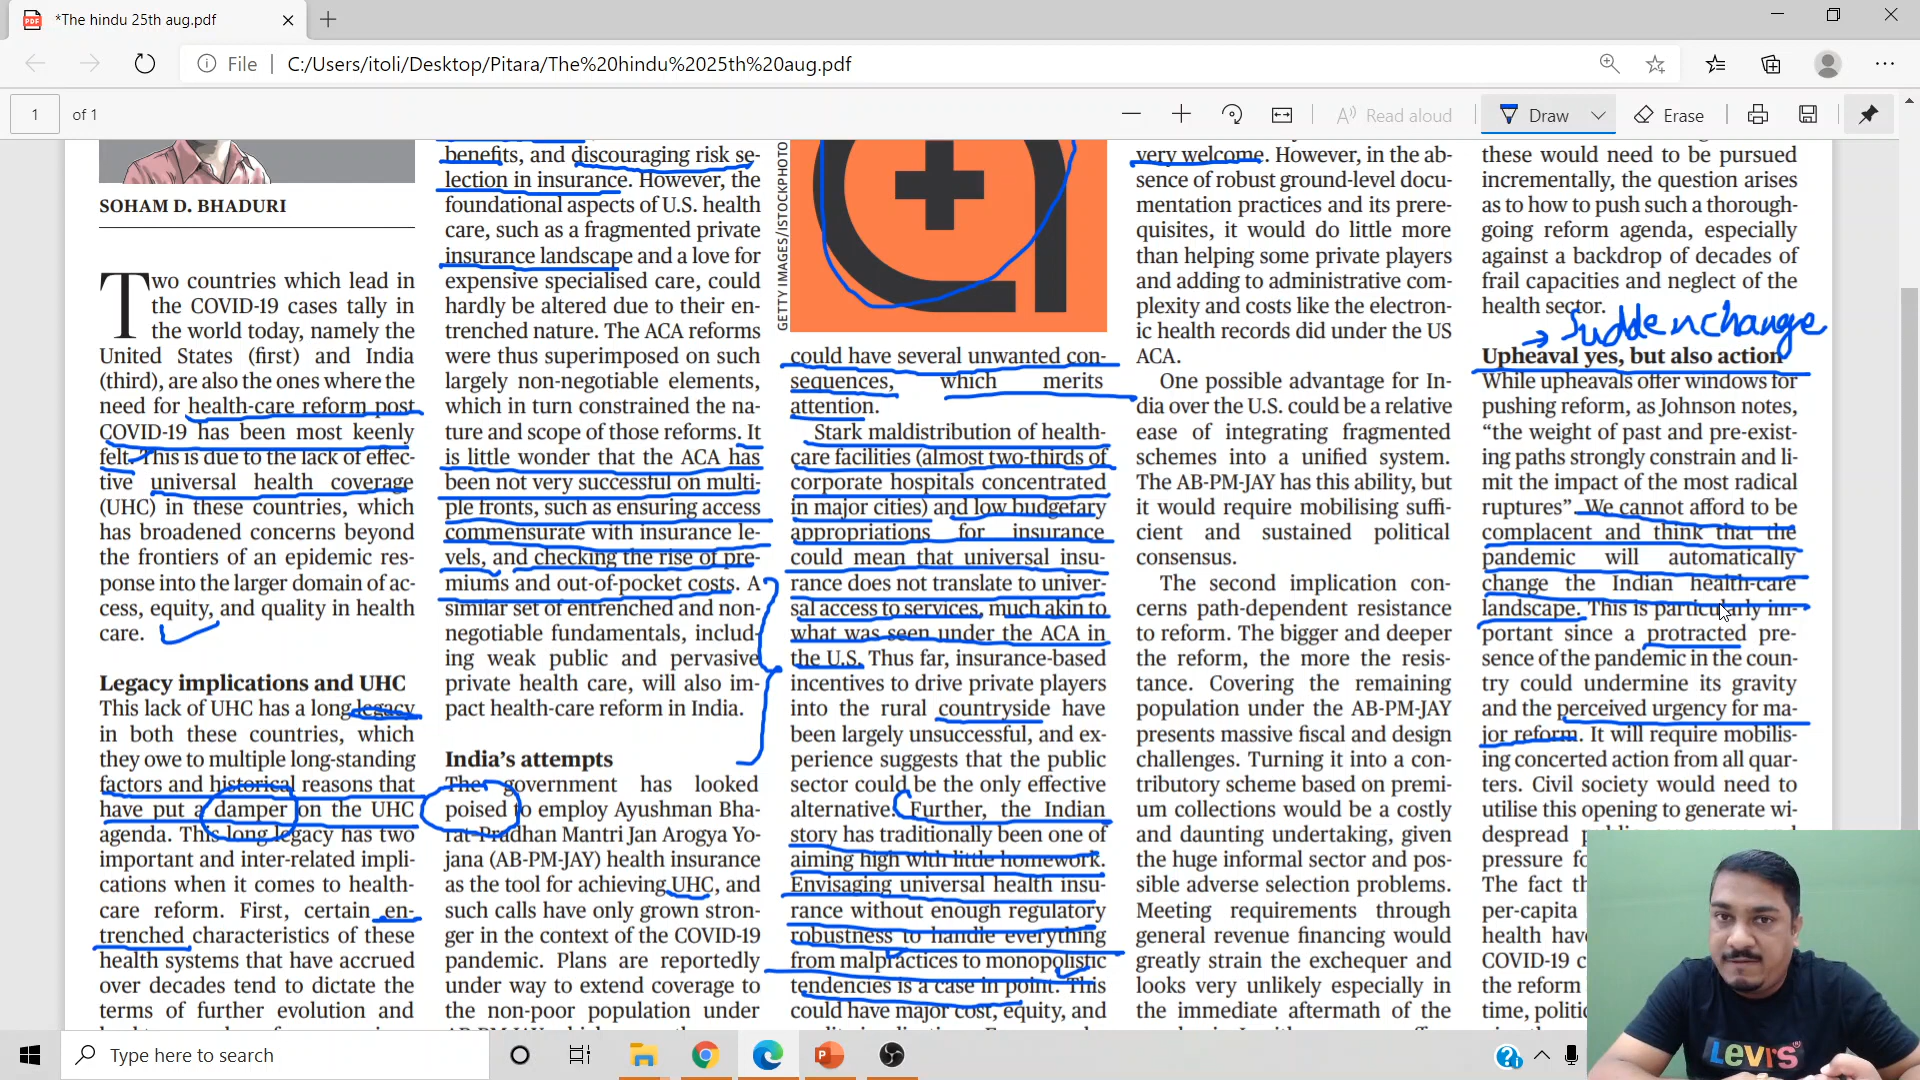 *The hindu 25th aug.pdf
File
C:/Users/itoli/Desktop/Pitara/The%20hindu%2025th%20aug.pdf
1
of 1
Read aloud
Draw
Erase
SOHAM D. BHADURI
Two countries which lead in
the COVID-19 cases tally in
the world today, namely the
United States (first) and India
(third), are also the ones where the
need for health-care reform post
COVID-19 has been most keenly
felt. This is due to the lack of effec-
tive universal health coverage
(UHC) in these countries, which
has broadened concerns beyond
the frontiers of an epidemic res-
ponse into the larger domain of ac-
cess, equity, and quality in health
care.
Legacy implications and UHC
This lack of UHC has a long legacy
in both these countries, which
they owe to multiple long-standing
factors and historical reasons that
have put a damper on the UHC
agenda. This long legacy has two
important and inter-related impli-
cations when it comes to health-
care reform. First, certain en-
trenched characteristics of these
health systems that have accrued
over decades tend to dictate the
terms of further evolution and
benefits, and discouraging risk se-
lection in insurance. However, the
foundational aspects of U.S. health
care, such as a fragmented private
insurance landscape and a love for
expensive specialised care, could
hardly be altered due to their en-
trenched nature. The ACA reforms
were thus superimposed on such
largely non-negotiable elements,
which in turn constrained the na-
ture and scope of those reforms. It
is little wonder that the ACA has
been not very successful on multi-
ple fronts, such as ensuring access
commensurate with insurance le-
vels, and checking the rise of pre-
miums and out-of-pocket costs. A
similar set of entrenched and non-
negotiable fundamentals, includ-
ing weak public and pervasive
private health care, will also im-
pact health-care reform in India.
India's attempts
The government has looked
poised to employ Ayushman Bha-
rat-Pradhan Mantri Jan Arogya Yo-
jana (AB-PM-JAY) health insurance
as the tool for achieving UHC, and
such calls have only grown stron-
ger in the context of the COVID-19
pandemic. Plans are reportedly
under way to extend coverage to
the non-poor population under
GETTY IMAGES/ISTOCKPHOTO
could have several unwanted con-
sequences, which merits
attention.
Stark maldistribution of health-
care facilities (almost two-thirds of
corporate hospitals concentrated
in major cities) and low budgetary
appropriations for insurance
could mean that universal insu-
rance does not translate to univer-
sal access to services, much akin to
what was seen under the ACA in
the U.S. Thus far, insurance-based
incentives to drive private players
into the rural countryside have
been largely unsuccessful, and ex-
perience suggests that the public
sector could be the only effective
alternative. Further, the Indian
story has traditionally been one of
aiming high with little homework.
Envisaging universal health insu-
rance without enough regulatory
robustness to handle everything
from malpractices to monopolistic
tendencies is a case in point. This
could have major cost, equity, and
very welcome. However, in the ab-
sence of robust ground-level docu-
mentation practices and its prere-
quisites, it would do little more
than helping some private players
and adding to administrative com-
plexity and costs like the electron-
ic health records did under the US
ACA.
One possible advantage for In-
dia over the U.S. could be a relative
ease of integrating fragmented
schemes into a unified system.
The AB-PM-JAY has this ability, but
it would require mobilising suffi-
cient and sustained political
consensus.
The second implication con-
cerns path-dependent resistance
to reform. The bigger and deeper
the reform, the more the resis-
tance. Covering the remaining
population under the AB-PM-JAY
presents massive fiscal and design
challenges. Turning it into a con-
tributory scheme based on premi-
um collections would be a costly
and daunting undertaking, given
the huge informal sector and pos-
sible adverse selection problems.
Meeting requirements through
general revenue financing would
greatly strain the exchequer and
looks very unlikely especially in
the immediate aftermath of the
these would need to be pursued
incrementally, the question arises
as to how to push such a thorough-
going reform agenda, especially
against a backdrop of decades of
frail capacities and neglect of the
health sector.
→ Sudden change
Upheaval yes, but also action
While upheavals offer windows for
pushing reform, as Johnson notes,
"the weight of past and pre-exist-
ing paths strongly constrain and li-
mit the impact of the most radical
ruptures". We cannot afford to be
complacent and think that the
pandemic will automatically
change the Indian health-care
landscape. This is particularly im-
portant since a protracted pre-
sence of the pandemic in the coun-
try could undermine its gravity
and the perceived urgency for ma-
jor reform. It will require mobilis-
ing concerted action from all quar-
ters. Civil society would need to
utilise this opening to generate wi-
despread
pressure
The fact
per-capita
health
COVID-19
the reform
time,
LEVI'S
Type here to search